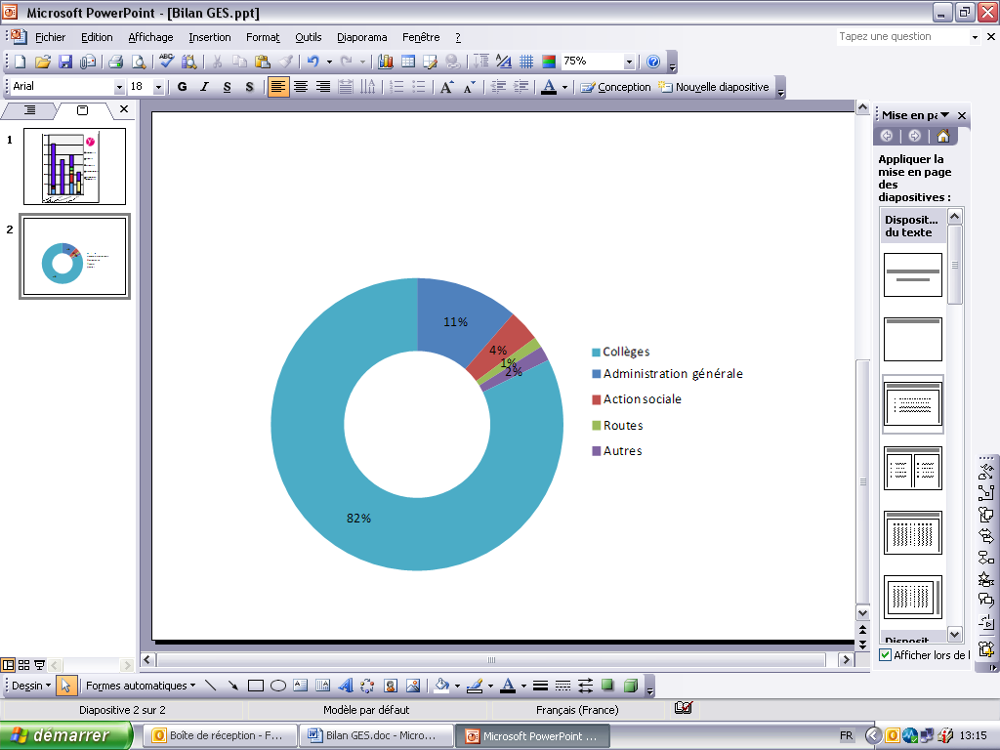 Microsoft PowerPoint - [Bilan GES.ppt]
Fichier Edition Affichage Insertion Format Outils Diaporama Fenêtre ?
Tapez une question
75%
Arial 18 G I S S
Conception Nouvelle diapositive
1
2
Mise en pa
Appliquer la
mise en page
des
diapositives :
Disposit...
du texte
Disposit
Afficher lors de l
11%
4%
1%
2%
82%
Collèges
Administration générale
Action sociale
Routes
Autres
Dessin Formes automatiques
Diapositive 2 sur 2 Modèle par défaut Français (France)
démarrer
Boîte de réception - F...
Bilan GES.doc - Micro...
Microsoft PowerPoint ...
FR
13:15